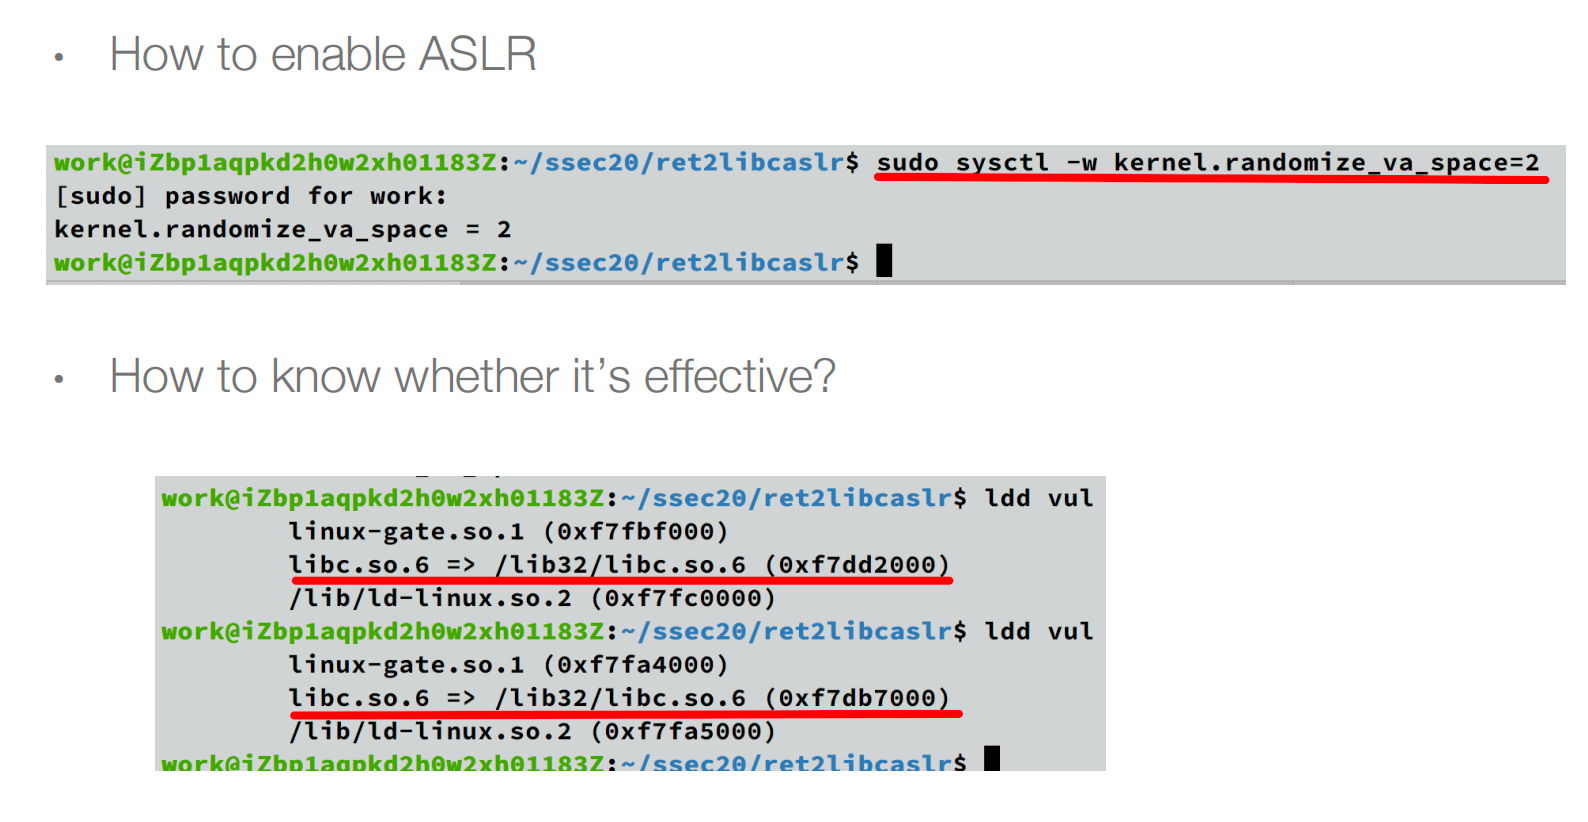 • How to enable ASLR
work@iZbp1aqpkd2h0w2xh01183Z:~/ssec20/ret2libcaslr$ sudo sysctl -w kernel.randomize_va_space=2
[sudo] password for work:
kernel.randomize_va_space = 2
work@iZbp1aqpkd2h0w2xh01183Z:~/ssec20/ret2libcaslr$
• How to know whether it’s effective?
work@iZbp1aqpkd2h0w2xh01183Z:~/ssec20/ret2libcaslr$ ldd vul
linux-gate.so.1 (0xf7fbf000)
libc.so.6 => /lib32/libc.so.6 (0xf7dd2000)
/lib/ld-linux.so.2 (0xf7fc0000)
work@iZbp1aqpkd2h0w2xh01183Z:~/ssec20/ret2libcaslr$ ldd vul
linux-gate.so.1 (0xf7fa4000)
libc.so.6 => /lib32/libc.so.6 (0xf7db7000)
/lib/ld-linux.so.2 (0xf7fa5000)
work@iZbp1aqpkd2h0w2xh01183Z:~/ssec20/ret2libcaslr$